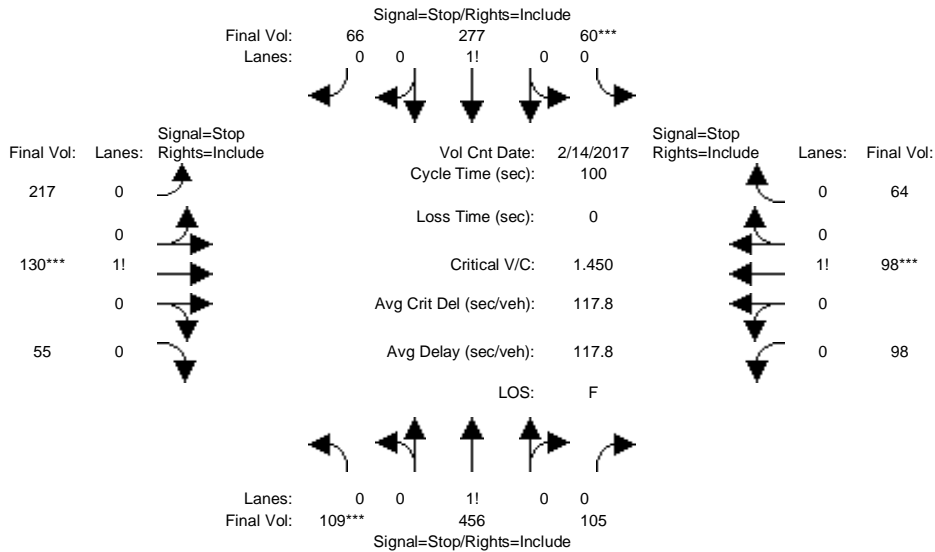 Signal=Stop/Rights=Include
Final Vol: 66 277 60***
Lanes: 0 0 1! 0 0
Signal=Stop Signal=Stop
Final Vol: Lanes: Rights=Include Vol Cnt Date: 2/14/2017 Rights=Include Lanes: Final Vol:
Cycle Time (sec): 100
217 0 0 64
Loss Time (sec): 0
0 0
130*** 1! Critical V/C: 1.450 1! 98***
0 Avg Crit Del (sec/veh): 117.8 0
55 0 Avg Delay (sec/veh): 117.8 0 98
LOS: F
Lanes: 0 0 1! 0 0
Final Vol: 109*** 456 105
Signal=Stop/Rights=Include